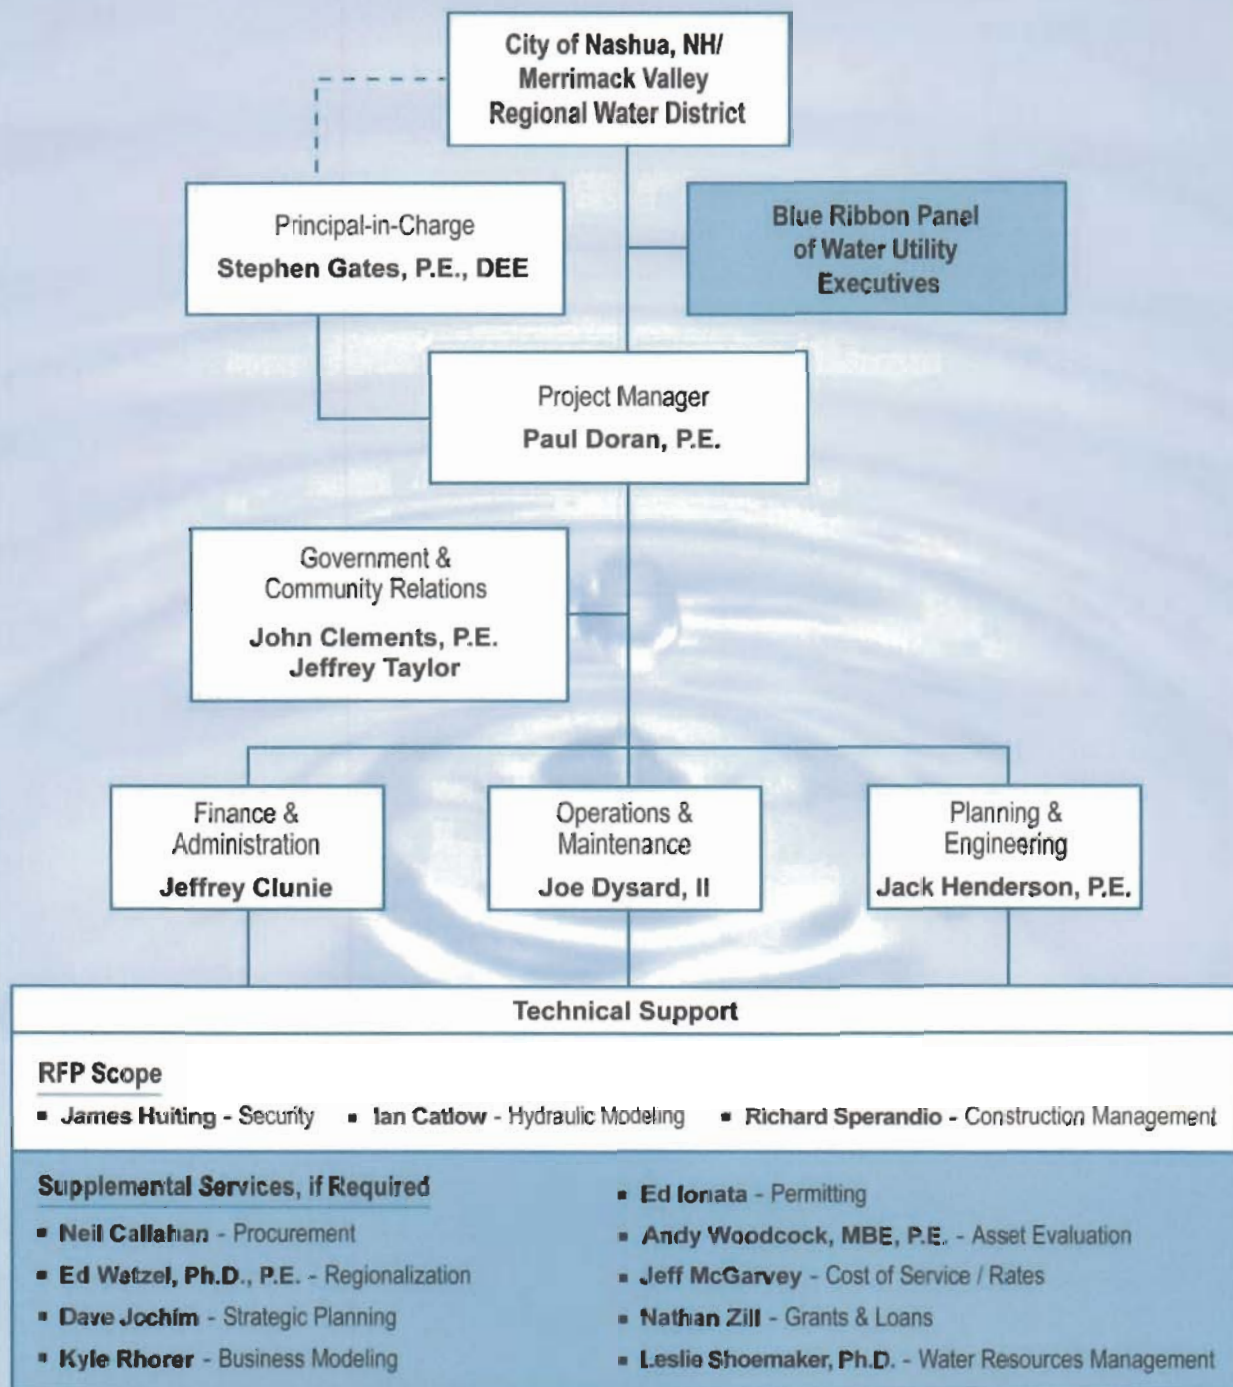 City of Nashua, NH/
Merrimack Valley
Regional Water District
Principal-in-Charge
Stephen Gates, P.E., DEE
Blue Ribbon Panel
of Water Utility
Executives
Project Manager
Paul Doran, P.E.
Government &
Community Relations
John Clements, P.E.
Jeffrey Taylor
Finance &
Administration
Jeffrey Clunie
Operations &
Maintenance
Joe Dysard, II
Planning &
Engineering
Jack Henderson, P.E.
Technical Support
RFP Scope
▪ James Huiting - Security ▪ Ian Catlow - Hydraulic Modeling ▪ Richard Sperandio - Construction Management
Supplemental Services, if Required
▪ Neil Callahan - Procurement
▪ Ed Wetzel, Ph.D., P.E. - Regionalization
▪ Dave Jochim - Strategic Planning
▪ Kyle Rhorer - Business Modeling
▪ Ed Ionata - Permitting
▪ Andy Woodcock, MBE, P.E. - Asset Evaluation
▪ Jeff McGarvey - Cost of Service / Rates
▪ Nathan Zill - Grants & Loans
▪ Leslie Shoemaker, Ph.D. - Water Resources Management